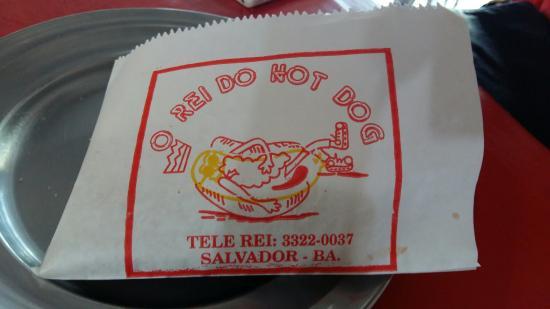 O REI DO HOT DOG
TELE REI: 3322-0037
SALVADOR - BA.